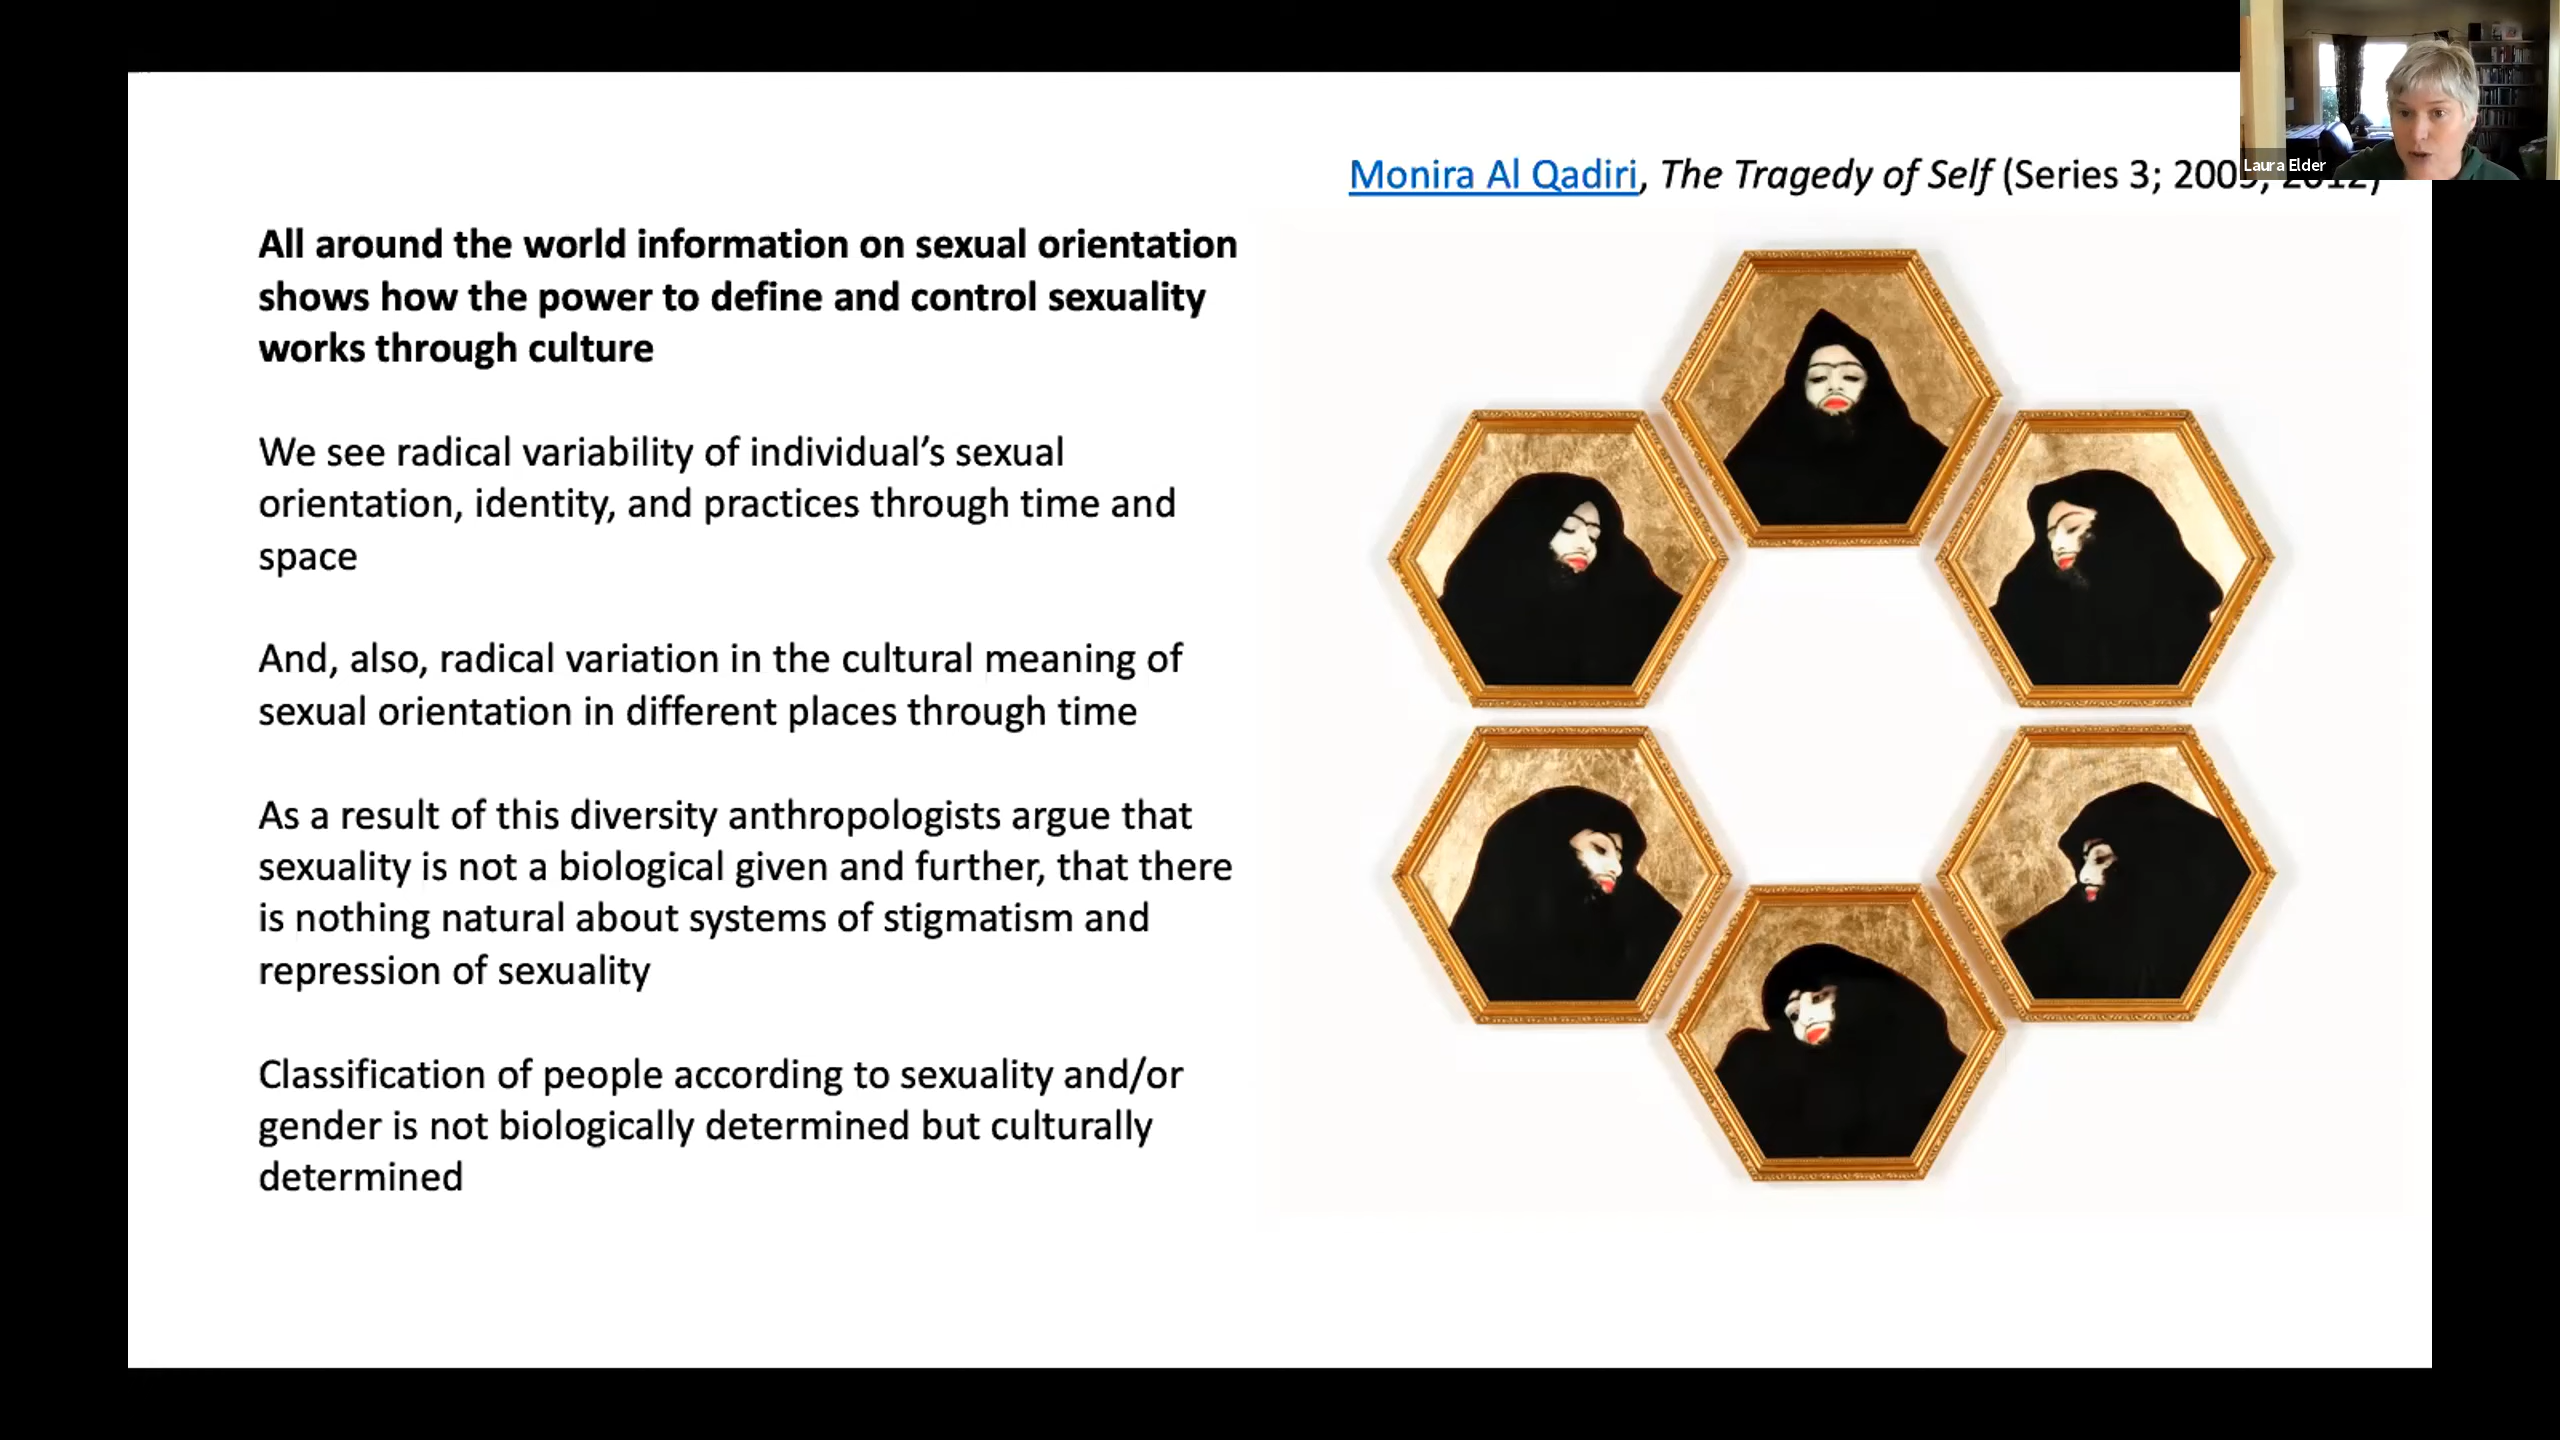 Laura Elder
Monira Al Qadiri, The Tragedy of Self (Series 3; 2009, 2012)
All around the world information on sexual orientation
shows how the power to define and control sexuality
works through culture
We see radical variability of individual’s sexual
orientation, identity, and practices through time and
space
And, also, radical variation in the cultural meaning of
sexual orientation in different places through time
As a result of this diversity anthropologists argue that
sexuality is not a biological given and further, that there
is nothing natural about systems of stigmatism and
repression of sexuality
Classification of people according to sexuality and/or
gender is not biologically determined but culturally
determined